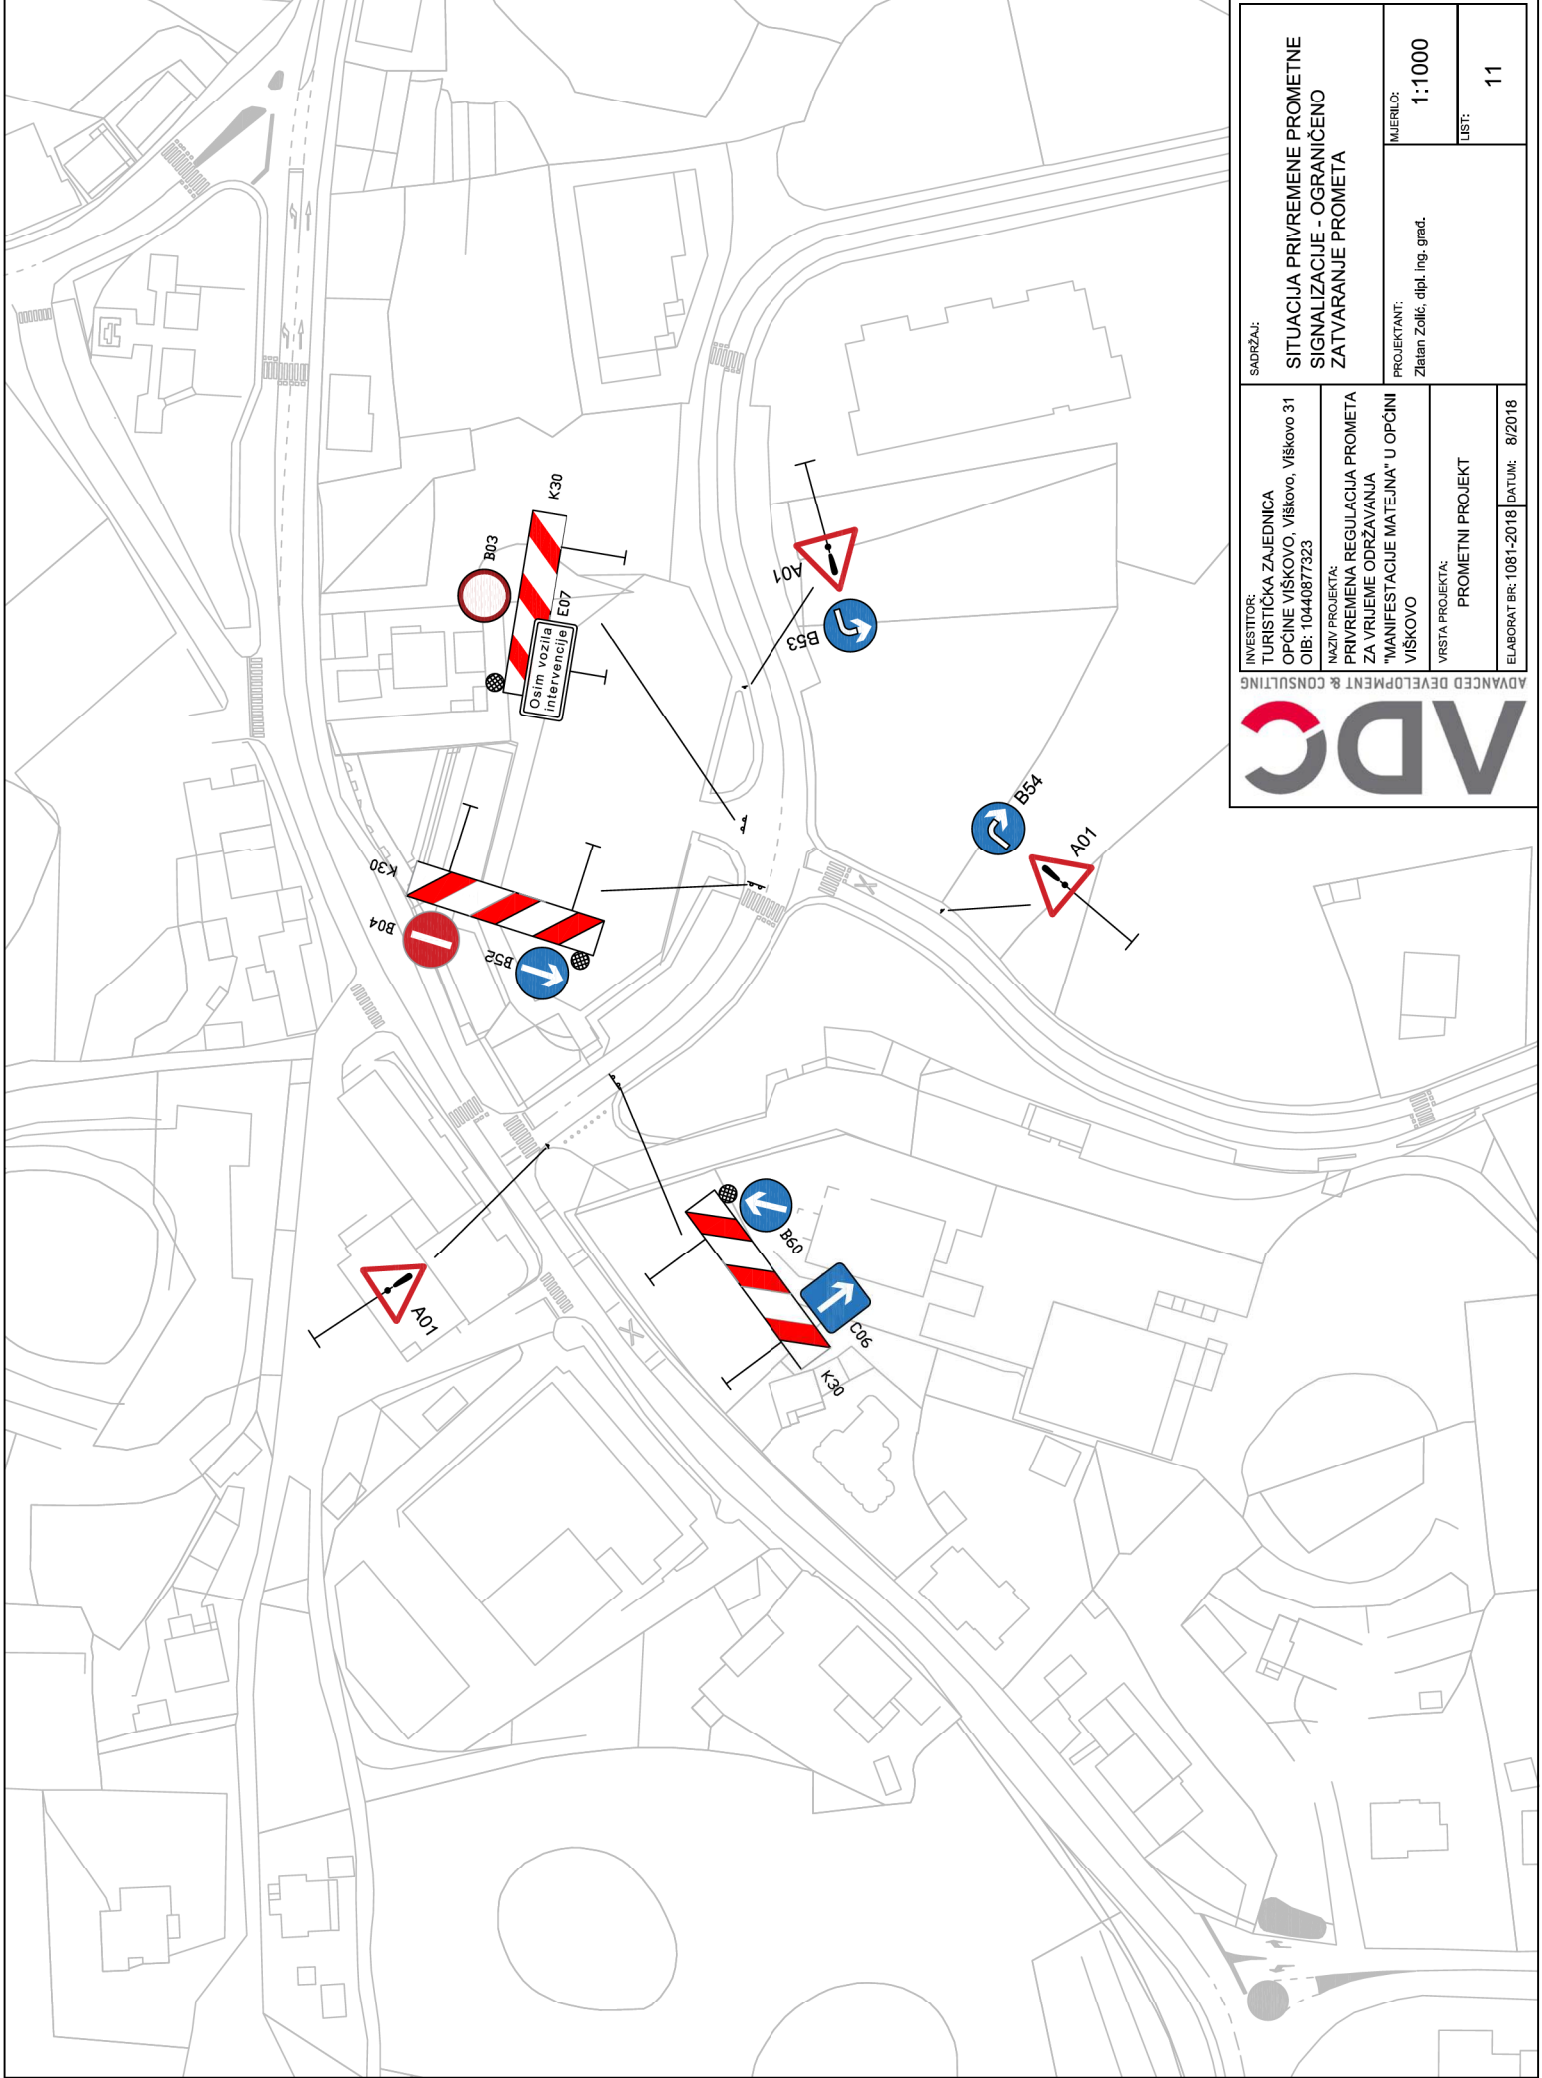 B03
K30
E07
Osim vozila
intervencije
A01
B53
K30
B04
B52
B54
A01
A01
B60
C06
K30
INVESTITOR:
TURISTIČKA ZAJEDNICA
OPĆINE VIŠKOVO, Viškovo, Viškovo 31
OIB: 10440877323
NAZIV PROJEKTA:
PRIVREMENA REGULACIJA PROMETA
ZA VRIJEME ODRŽAVANJA
"MANIFESTACIJE MATEJNA" U OPĆINI
VIŠKOVO
VRSTA PROJEKTA:
PROMETNI PROJEKT
ELABORAT BR: 1081-2018 DATUM: 8/2018
SADRŽAJ:
SITUACIJA PRIVREMENE PROMETNE
SIGNALIZACIJE - OGRANIČENO
ZATVARANJE PROMETA
PROJEKTANT:
Zlatan Zolić, dipl. ing. građ.
MJERILO:
1:1000
LIST:
11
ADC
ADVANCED DEVELOPMENT & CONSULTING